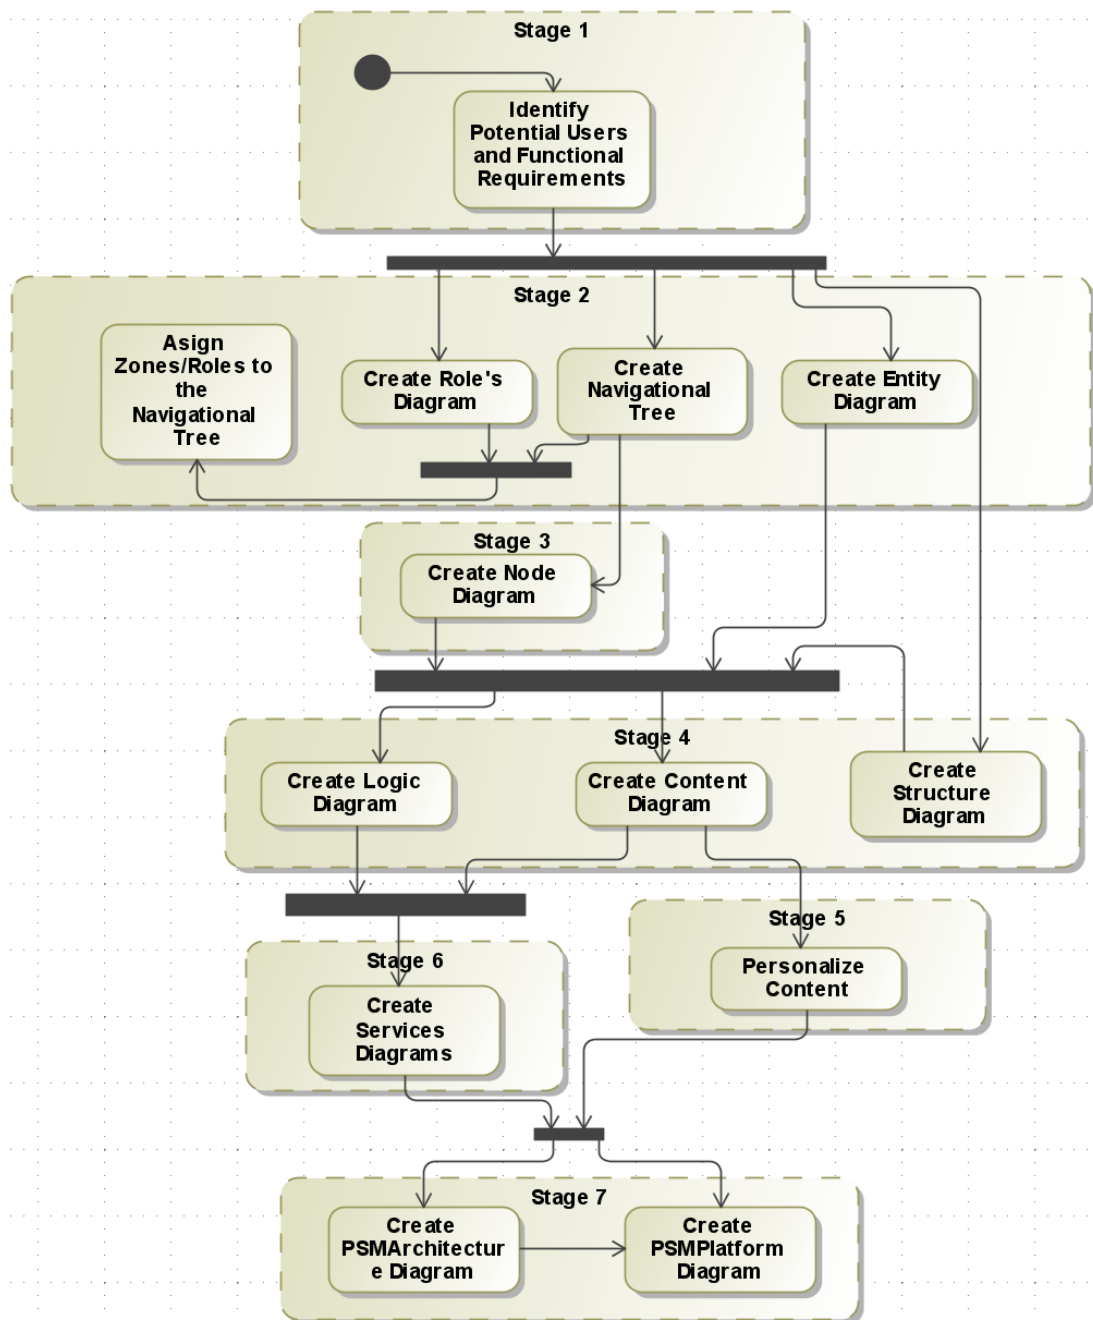 Stage 1
Identify
Potential Users
and Functional
Requirements
Stage 2
Asign
Zones/Roles to
the
Navigational
Tree
Create Role's
Diagram
Create
Navigational
Tree
Create Entity
Diagram
Stage 3
Create Node
Diagram
Stage 4
Create Logic
Diagram
Create Content
Diagram
Create
Structure
Diagram
Stage 5
Personalize
Content
Stage 6
Create
Services
Diagrams
Stage 7
Create
PSMArchitectur
e Diagram
Create
PSMPlatform
Diagram